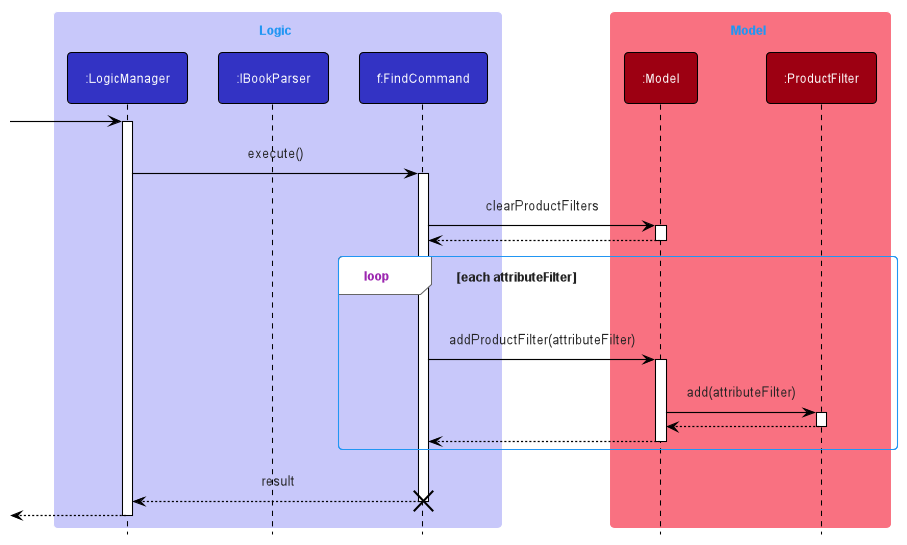 Logic
Model
:LogicManager
:IBookParser
f:FindCommand
:Model
:ProductFilter
execute()
clearProductFilters
loop
[each attributeFilter]
addProductFilter(attributeFilter)
add(attributeFilter)
result